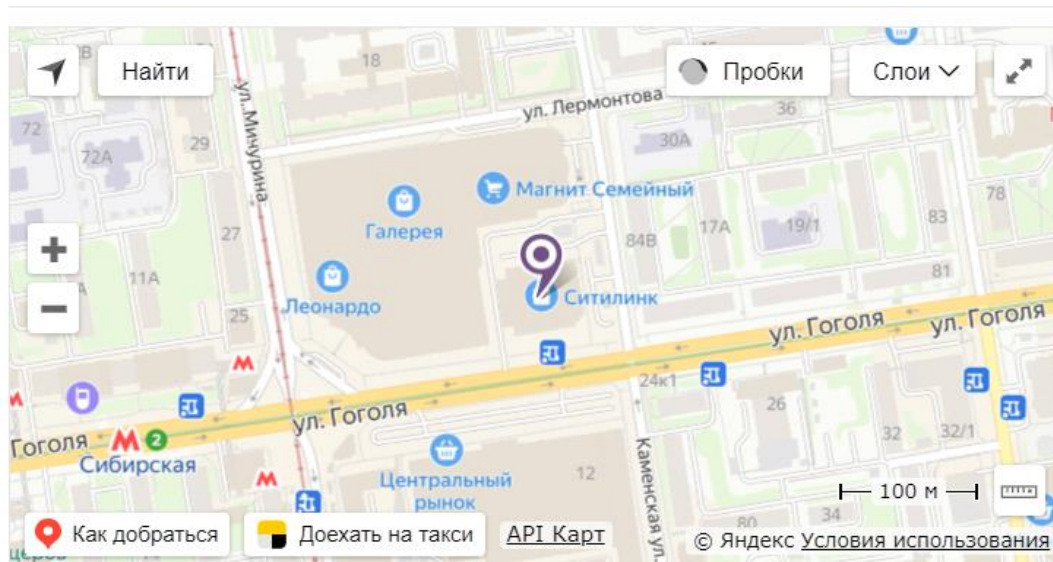 Найти
Пробки
Слои
18
ул. Лермонтова
36
72
72А
29
ул. Мичурина
30А
Магнит Семейный
78
Галерея
27
84В
17А
19/1
83
11А
Леонардо
Ситилинк
81
25
ул. Гоголя
ул. Гоголя
24к1
26
ул. Гоголя
Гоголя
М
2
Сибирская
32
32/1
Центральный
рынок
12
Каменская ул.
100 м
80
34
Как добраться
Доехать на такси
API Карт
© Яндекс Условия использования